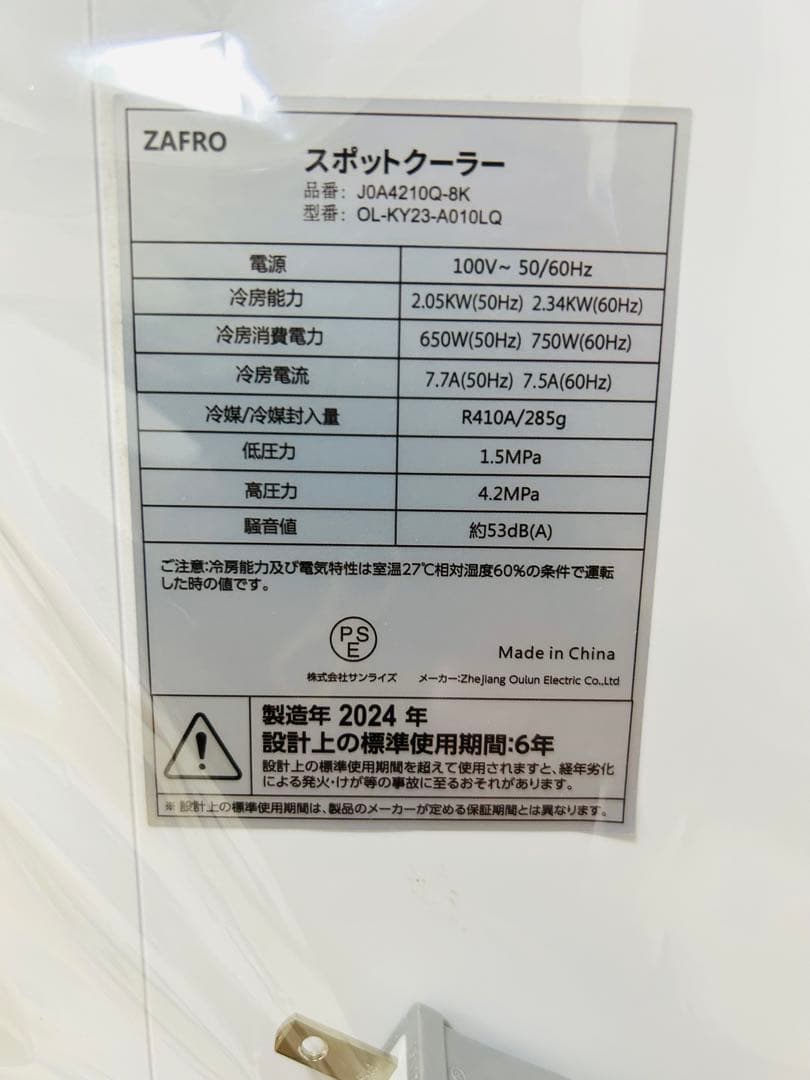 ZAFRO
スポットクーラー
品番: J0A4210Q-8K
型番: OL-KY23-A010LQ
電源 100V~ 50/60Hz
冷房能力 2.05KW(50Hz) 2.34KW(60Hz)
冷房消費電力 650W(50Hz) 750W(60Hz)
冷房電流 7.7A(50Hz) 7.5A(60Hz)
冷媒/冷媒封入量 R410A/285g
低圧力 1.5MPa
高圧力 4.2MPa
騒音値 約53dB(A)
ご注意:冷房能力及び電気特性は室温27℃相対湿度60%の条件で運転
した時の値です。
PSE
Made in China
株式会社サンライズ メーカー:Zhejiang Oulun Electric Co.,Ltd
製造年 2024 年
設計上の標準使用期間:6年
設計上の標準使用期間を超えて使用されますと、経年劣化
による発火・けが等の事故に至るおそれがあります。
※ 設計上の標準使用期間は、製品のメーカーが定める保証期間とは異なります。